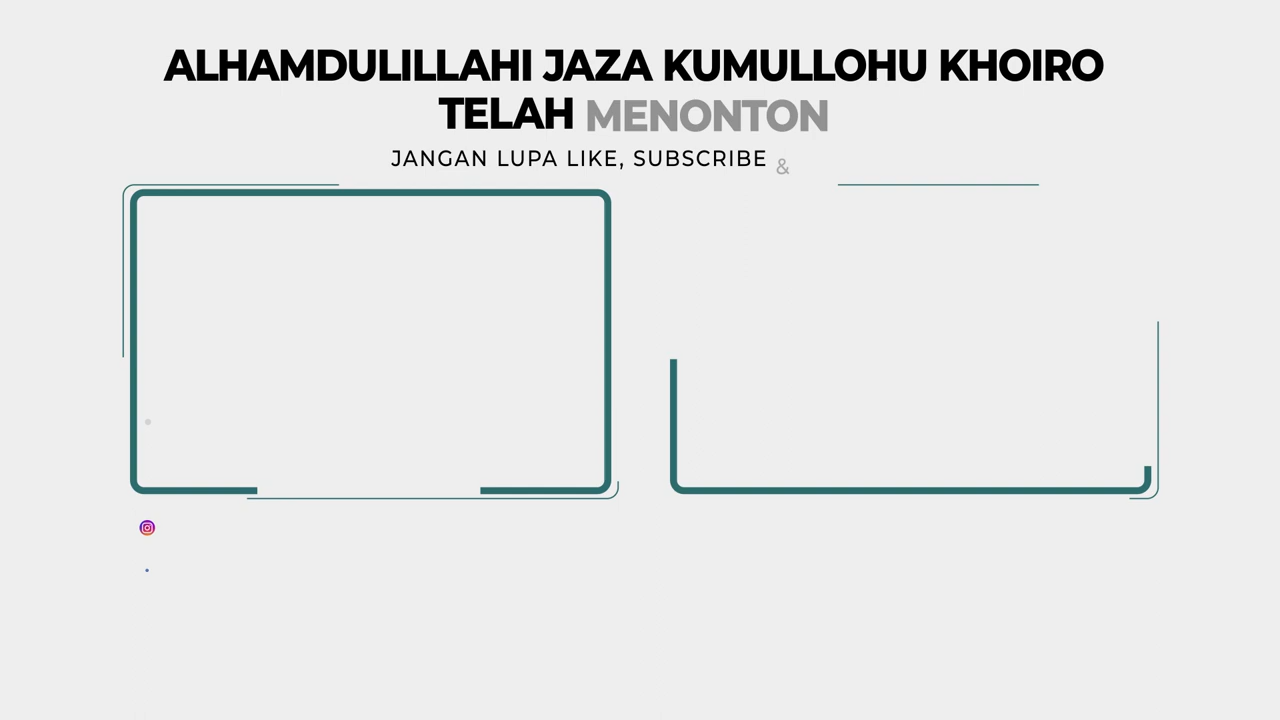 ALHAMDULILLAHI JAZA KUMULLOHU KHOIRO
TELAH MENONTON
JANGAN LUPA LIKE, SUBSCRIBE &